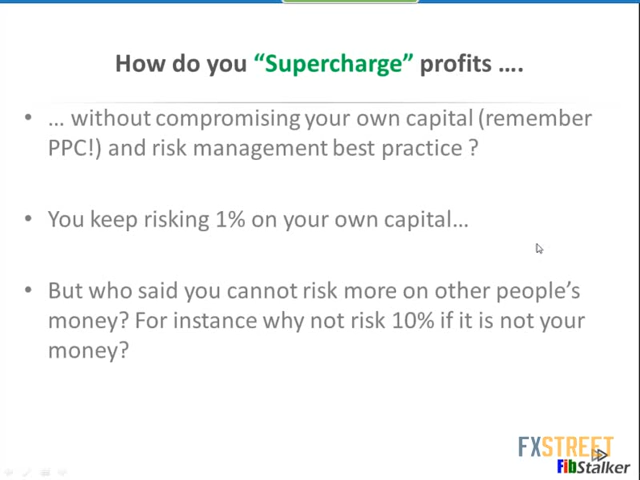 How do you “Supercharge” profits ….
• … without compromising your own capital (remember
PPC!) and risk management best practice ?
• You keep risking 1% on your own capital…
• But who said you cannot risk more on other people’s
money? For instance why not risk 10% if it is not your
money?
FXSTREET
FibStalker